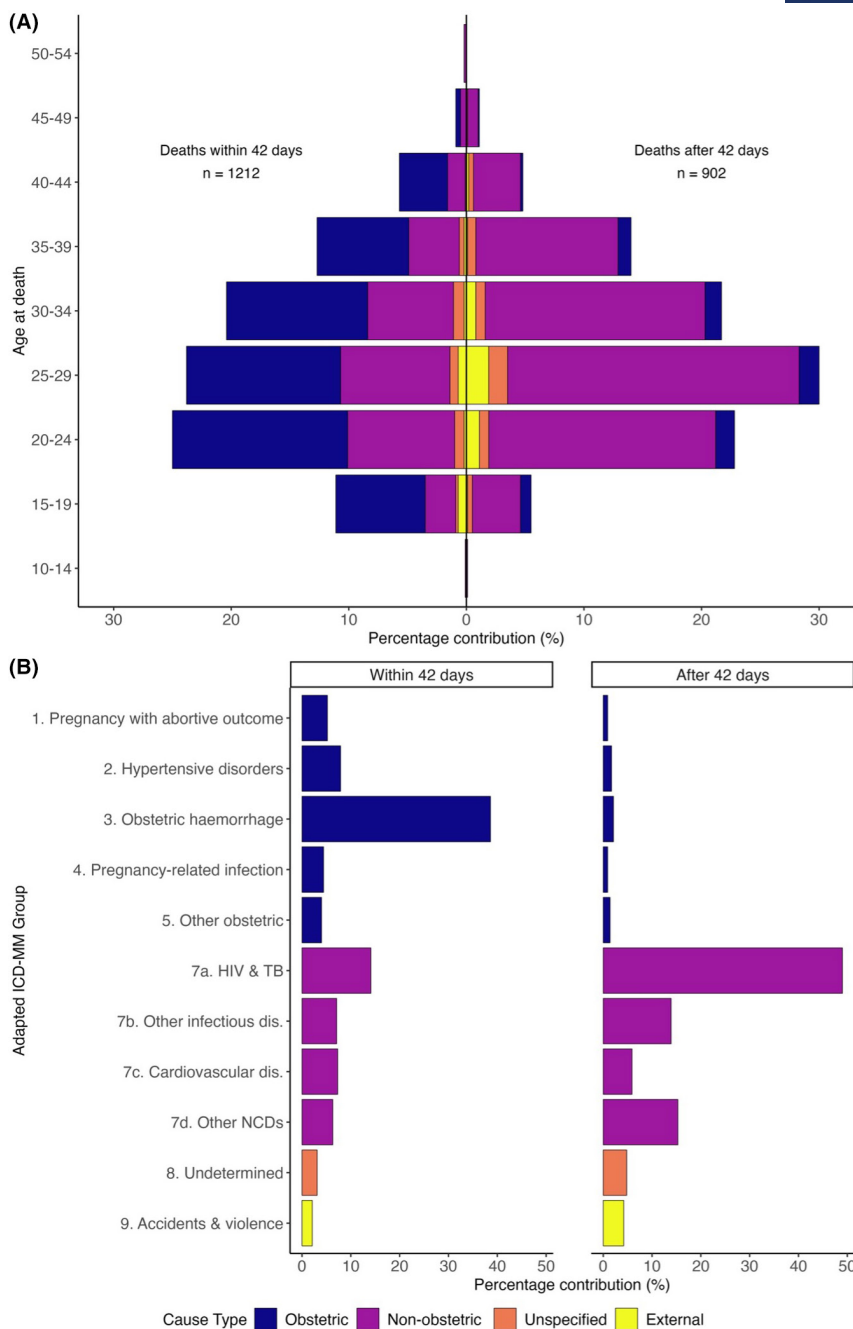 (A)
50-54
45-49
40-44
35-39
30-34
25-29
20-24
15-19
10-14
Age at death
Deaths within 42 days
n = 1212
Deaths after 42 days
n = 902
30 20 10 0 10 20 30
Percentage contribution (%)
(B)
Within 42 days After 42 days
Adapted ICD-MM Group
1. Pregnancy with abortive outcome
2. Hypertensive disorders
3. Obstetric haemorrhage
4. Pregnancy-related infection
5. Other obstetric
7a. HIV & TB
7b. Other infectious dis.
7c. Cardiovascular dis.
7d. Other NCDs
8. Undetermined
9. Accidents & violence
0 10 20 30 40 50 0 10 20 30 40 50
Percentage contribution (%)
Cause Type Obstetric Non-obstetric Unspecified External